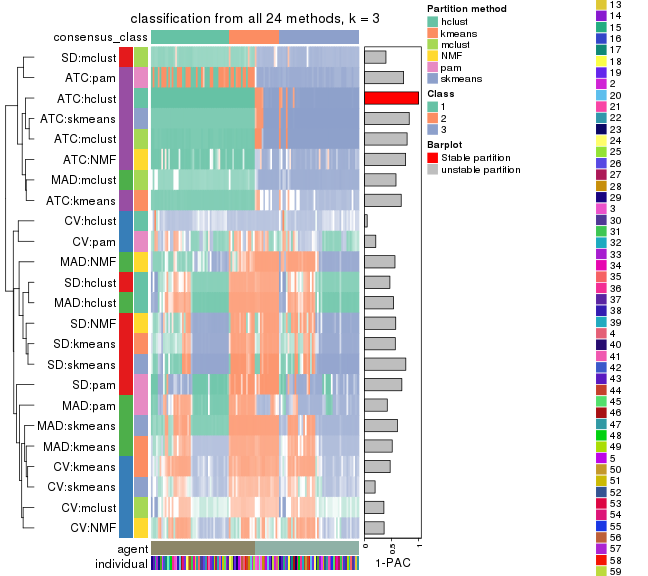 classification from all 24 methods, k = 3
consensus_class
SD:mclust
ATC:pam
ATC:hclust
ATC:skmeans
ATC:mclust
ATC:NMF
MAD:mclust
ATC:kmeans
CV:hclust
CV:pam
MAD:NMF
SD:hclust
MAD:hclust
SD:NMF
SD:kmeans
SD:skmeans
SD:pam
MAD:pam
MAD:skmeans
MAD:kmeans
CV:kmeans
CV:skmeans
CV:mclust
CV:NMF
agent
individual
0
0.5
1
1-PAC
Partition method
hclust
kmeans
mclust
NMF
pam
skmeans
Class
1
2
3
Barplot
Stable partition
unstable partition
13
14
15
16
17
18
19
2
20
21
22
23
24
25
26
27
28
29
3
30
31
32
33
34
35
36
37
38
39
4
40
41
42
43
44
45
46
47
48
49
5
50
51
52
53
54
55
56
57
58
59